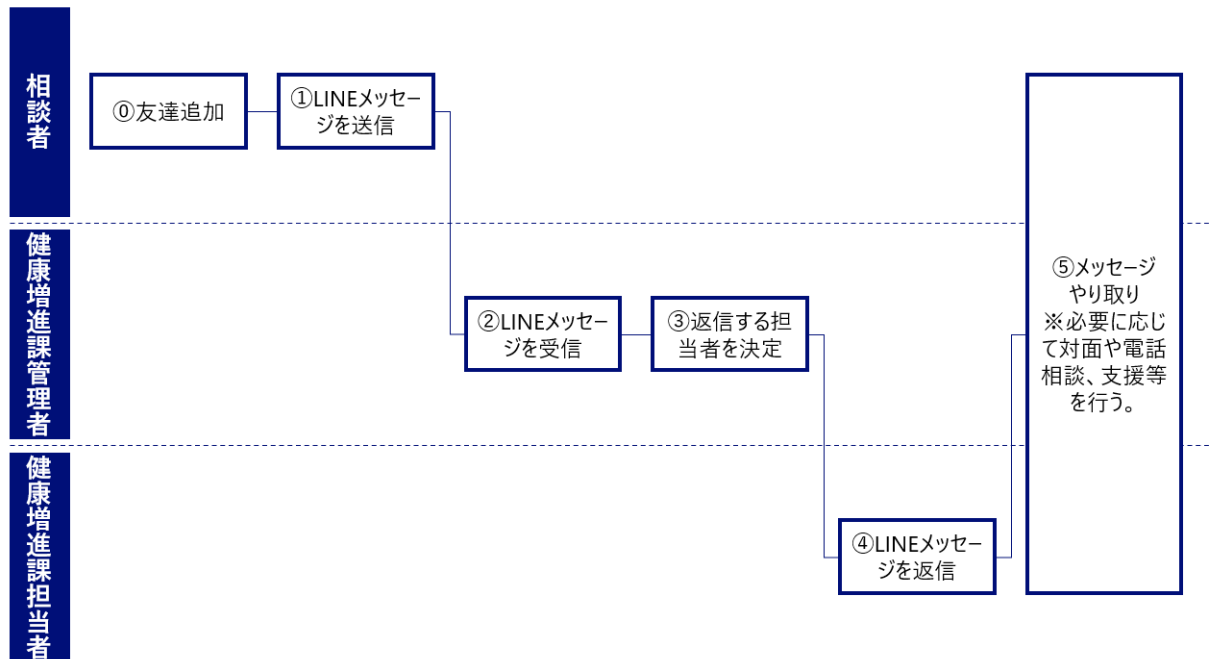 相談者
⓪友達追加
①LINEメッセー
ジを送信
健康増進課管理者
②LINEメッセー
ジを受信
③返信する担
当者を決定
健康増進課担当者
④LINEメッセー
ジを返信
⑤メッセージ
やり取り
※必要に応じ
て対面や電話
相談、支援等
を行う。